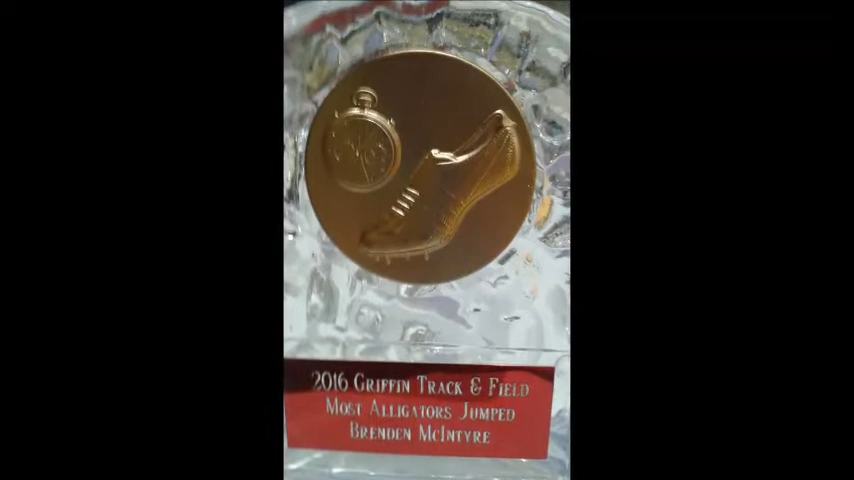 2016 Griffin Track & Field
Most Alligators Jumped
Brenden McIntyre